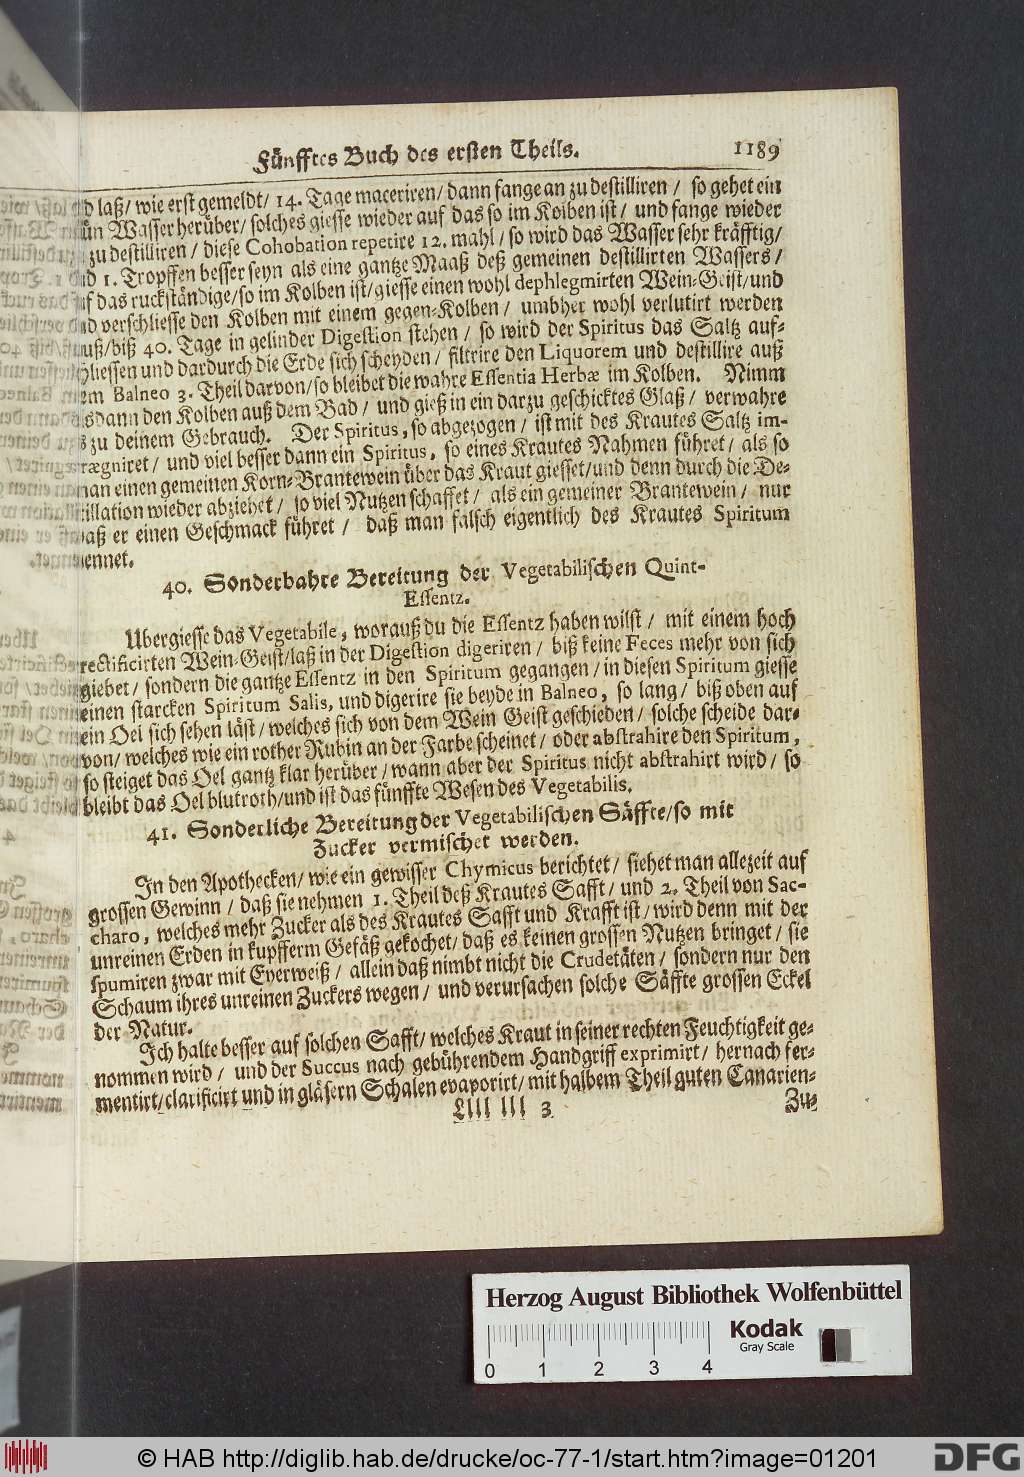 Fünfftes Buch des ersten Theils. 1189
d laß/ wie erst gemeldt/ 14. Tage maceriren/ dann fange an zu destilliren/ so gehet ein
ün Wasser herüber/ solches giesse wieder auf das so im Kolben ist/ und fange wieder
zu destilliren/ diese Cohobation repetire 12. mahl/ so wird das Wasser sehr kräfftig/
d 1. Tropffen besser seyn als eine gantze Maaß deß gemeinen destillirten Wassers/
f das ruckständige/ so im Kolben ist/ giesse einen wohl dephlegmirten Wein-Geist/ und
d verschliesse den Kolben mit einem gegen-Kolben/ umbher wohl verlutirt werden
uß/ biß 40. Tage in gelinder Digestion stehen/ so wird der Spiritus das Saltz auf-
hliessen und dardurch die Erde sich scheyden/ filtrire den Liquorem und destillire auß
em Balneo 3. Theil darvon/ so bleibet die wahre Essentia Herbæ im Kolben. Nimm
lsdann den Kolben auß dem Bad/ und gieß in ein darzu geschicktes Glaß/ verwahre
s zu deinem Gebrauch. Der Spiritus, so abgezogen/ ist mit des Krautes Saltz im-
rægniret/ und viel besser dann ein Spiritus, so eines Krautes Nahmen führet/ als so
nan einen gemeinen Korn-Brantewein über das Kraut giesset/ und denn durch die De-
tillation wieder abziehet/ so viel Nutzen schaffet/ als ein gemeiner Brantewein/ nur
daß er einen Geschmack führet/ daß man falsch eigentlich des Krautes Spiritum
nennet.
40. Sonderbahre Bereitung der Vegetabilischen Quint-
Essentz.
Ubergiesse das Vegetabile, worauß du die Essentz haben wilst/ mit einem hoch
rectificirten Wein-Geist/ laß in der Digestion digeriren/ biß keine Feces mehr von sich
giebet/ sondern die gantze Essentz in den Spiritum gegangen/ in diesen Spiritum giesse
einen starcken Spiritum Salis, und digerire sie beyde in Balneo, so lang/ biß oben auf
ein Oel sich sehen läst/ welches sich von dem Wein Geist geschieden/ solche scheide dar-
von/ welches wie ein rother Rubin an der Farbe scheinet/ oder abstrahire den Spiritum,
so steiget das Oel gantz klar herüber/ wann aber der Spiritus nicht abstrahirt wird/ so
bleibt das Oel blutroth/ und ist das fünffte Wesen des Vegetabilis.
41. Sonderliche Bereitung der Vegetabilischen Säffte/ so mit
Zucker vermischet werden.
In den Apothecken/ wie ein gewisser Chymicus berichtet/ siehet man allezeit auf
grossen Gewinn/ daß sie nehmen 1. Theil deß Krautes Safft/ und 2. Theil von Sac-
charo, welches mehr Zucker als des Krautes Safft und Krafft ist/ wird denn mit der
unreinen Erden in kupfferm Gefäß gekochet/ daß es keinen grossen Nutzen bringet/ sie
spumiren zwar mit Eyerweiß/ allein daß nimbt nicht die Crudetäten/ sondern nur den
Schaum ihres unreinen Zuckers wegen/ und verursachen solche Säffte grossen Eckel
der Natur.
Ich halte besser auf solchen Safft/ welches Kraut in seiner rechten Feuchtigkeit ge-
nommen wird/ und der Succus nach gebührendem Handgriff exprimirt/ hernach fer-
mentirt/ clarificirt und in gläsern Schalen evaporirt/ mit halbem Theil guten Canarien-
Llll lll 3 Zu-
Herzog August Bibliothek Wolfenbüttel
Kodak
Gray Scale
0 1 2 3 4
© HAB http://diglib.hab.de/drucke/oc-77-1/start.htm?image=01201
DFG